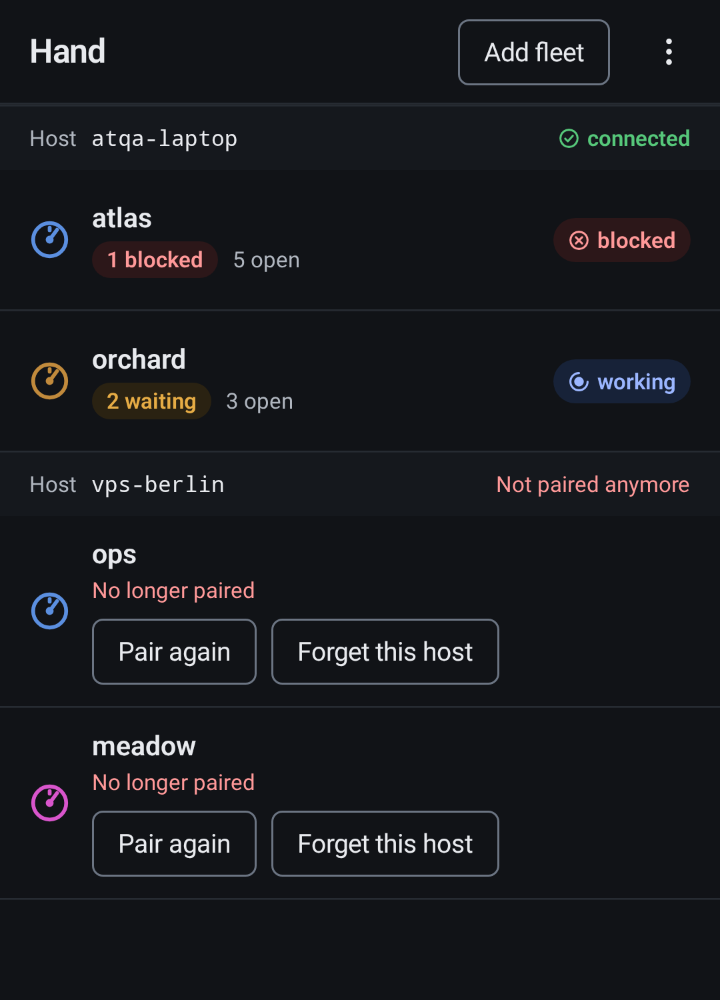 Hand Add fleet
Host atqa-laptop connected
atlas
1 blocked 5 open blocked
orchard
2 waiting 3 open working
Host vps-berlin Not paired anymore
ops
No longer paired
Pair again Forget this host
meadow
No longer paired
Pair again Forget this host